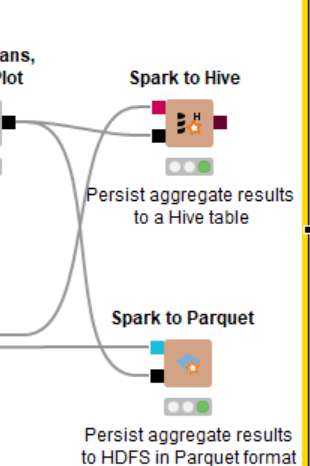 ans,
Plot
Spark to Hive
H
Persist aggregate results
to a Hive table
Spark to Parquet
Persist aggregate results
to HDFS in Parquet format